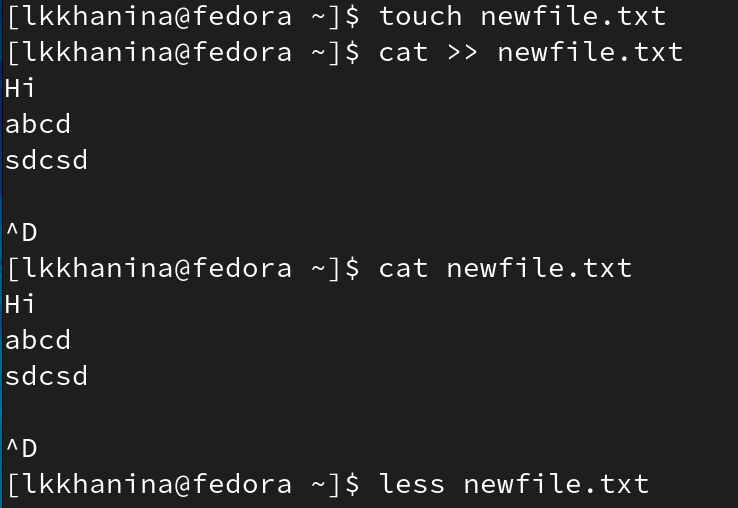 [lkkhanina@fedora ~]$ touch newfile.txt
[lkkhanina@fedora ~]$ cat >> newfile.txt
Hi
abcd
sdcsd
^D
[lkkhanina@fedora ~]$ cat newfile.txt
Hi
abcd
sdcsd
^D
[lkkhanina@fedora ~]$ less newfile.txt